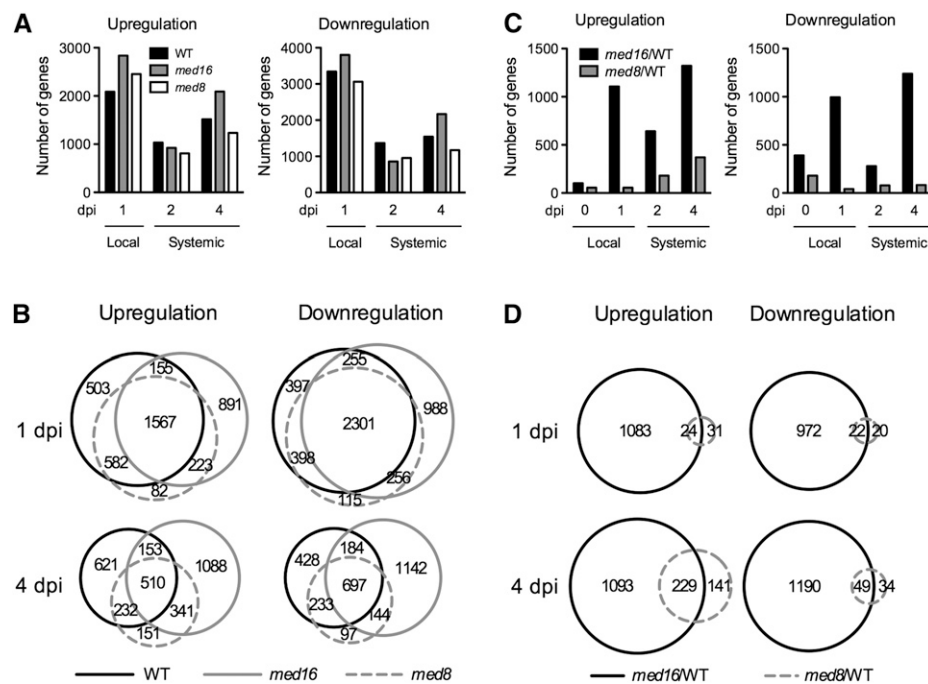 A
Upregulation
Downregulation
Number of genes
3000
2000
1000
0
WT
med16
med8
dpi 1 2 4
Local Systemic
Number of genes
4000
3000
2000
1000
0
dpi 1 2 4
Local Systemic
C
Upregulation
Downregulation
Number of genes
1500
1000
500
0
med16/WT
med8/WT
dpi 0 1 2 4
Local Systemic
Number of genes
1500
1000
500
0
dpi 0 1 2 4
Local Systemic
B
Upregulation
Downregulation
1 dpi
155
503
891
1567
582
223
82
255
397
988
2301
398
256
115
4 dpi
153
621
1088
510
232
341
151
184
428
1142
697
233
144
97
WT
med16
med8
D
Upregulation
Downregulation
1 dpi
1083 24 31
972 22 20
4 dpi
1093 229 141
1190 49 34
med16/WT
med8/WT